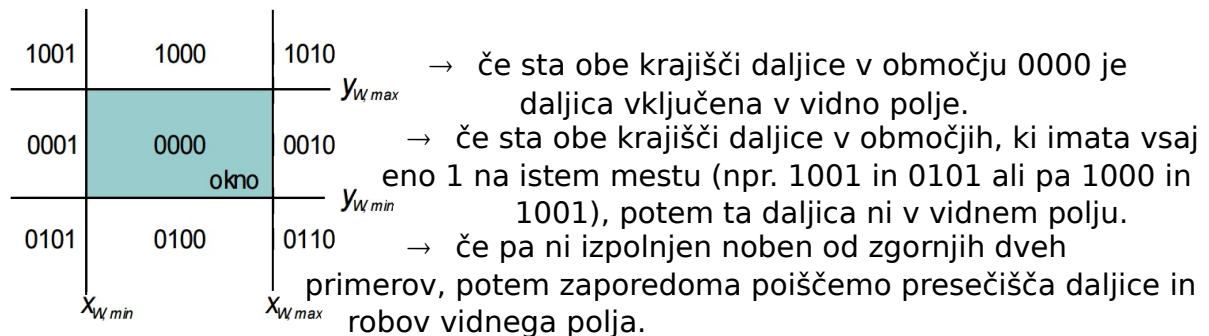 1001 1000 1010
y_W, max
0001 0000 0010
okno
y_W, min
0101 0100 0110
x_W, min x_W, max
→ če sta obe krajišči daljice v območju 0000 je
daljica vključena v vidno polje.
→ če sta obe krajišči daljice v območjih, ki imata vsaj
eno 1 na istem mestu (npr. 1001 in 0101 ali pa 1000 in
1001), potem ta daljica ni v vidnem polju.
→ če pa ni izpolnjen noben od zgornjih dveh
primerov, potem zaporedoma poiščemo presečišča daljice in
robov vidnega polja.